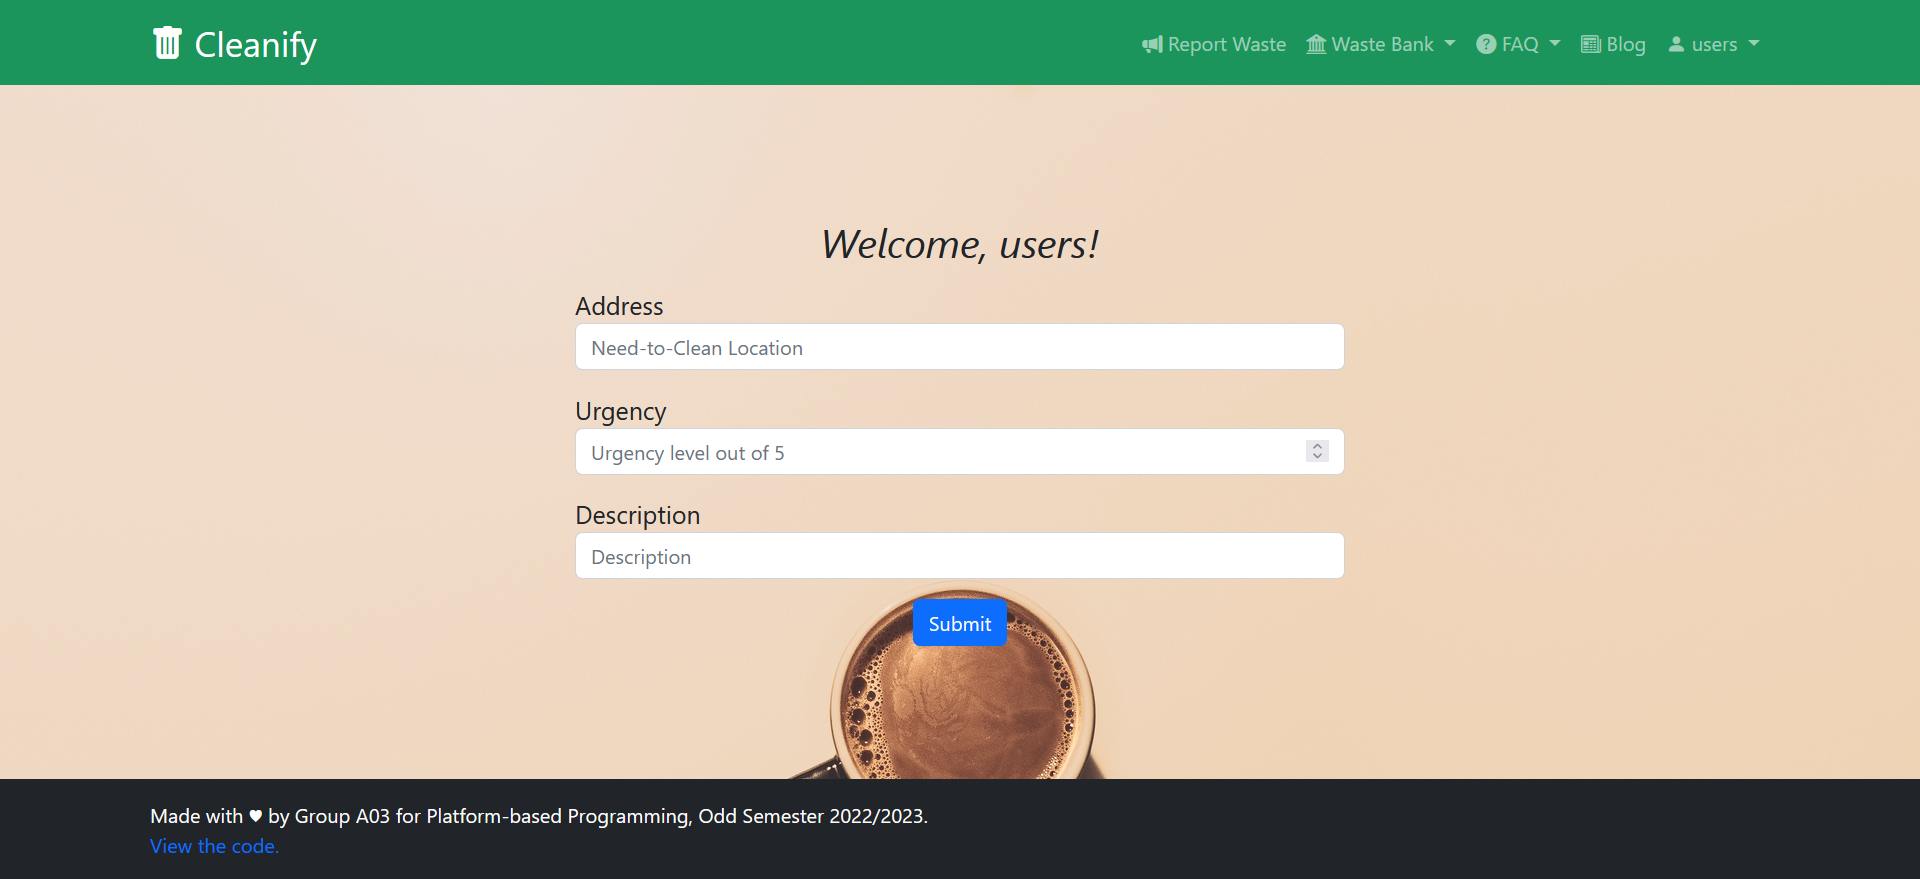 Cleanify
Report Waste
Waste Bank
FAQ
Blog
users
Welcome, users!
Address
Need-to-Clean Location
Urgency
Urgency level out of 5
Description
Description
Submit
Made with ♥ by Group A03 for Platform-based Programming, Odd Semester 2022/2023.
View the code.